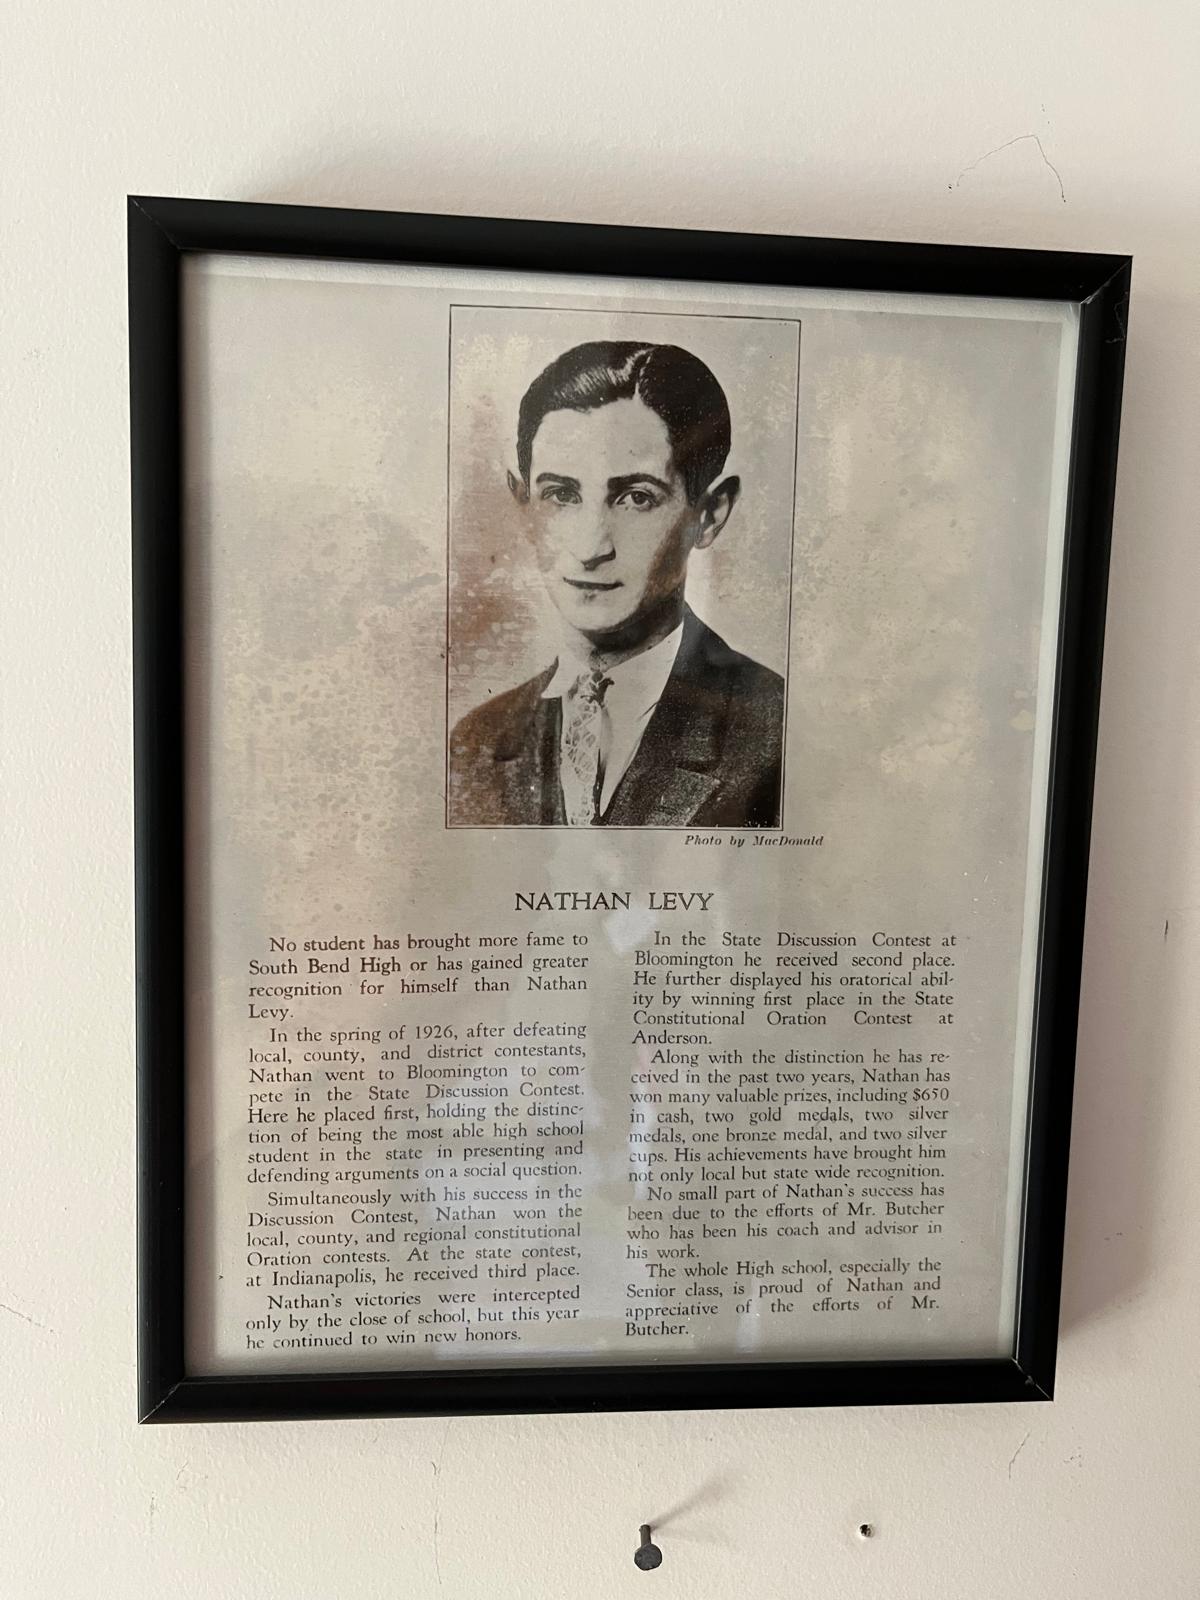 Photo by MacDonald
NATHAN LEVY
No student has brought more fame to
South Bend High or has gained greater
recognition for himself than Nathan
Levy.
In the spring of 1926, after defeating
local, county, and district contestants,
Nathan went to Bloomington to com-
pete in the State Discussion Contest.
Here he placed first, holding the distinc-
tion of being the most able high school
student in the state in presenting and
defending arguments on a social question.
Simultaneously with his success in the
Discussion Contest, Nathan won the
local, county, and regional constitutional
Oration contests. At the state contest,
at Indianapolis, he received third place.
Nathan's victories were intercepted
only by the close of school, but this year
he continued to win new honors.
In the State Discussion Contest at
Bloomington he received second place.
He further displayed his oratorical abil-
ity by winning first place in the State
Constitutional Oration Contest at
Anderson.
Along with the distinction he has re-
ceived in the past two years, Nathan has
won many valuable prizes, including $650
in cash, two gold medals, two silver
medals, one bronze medal, and two silver
cups. His achievements have brought him
not only local but state wide recognition.
No small part of Nathan's success has
been due to the efforts of Mr. Butcher
who has been his coach and advisor in
his work.
The whole High school, especially the
Senior class, is proud of Nathan and
appreciative of the efforts of Mr.
Butcher.